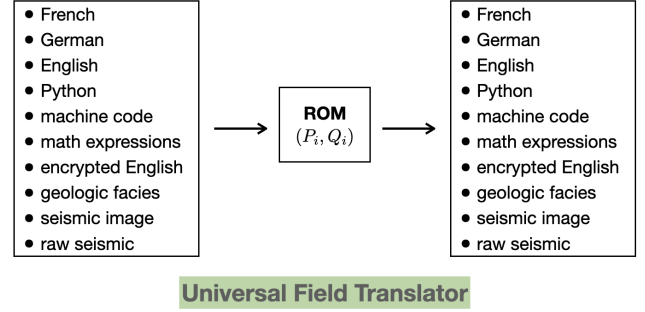 • French
• German
• English
• Python
• machine code
• math expressions
• encrypted English
• geologic facies
• seismic image
• raw seismic
ROM
(P_i, Q_i)
• French
• German
• English
• Python
• machine code
• math expressions
• encrypted English
• geologic facies
• seismic image
• raw seismic
Universal Field Translator